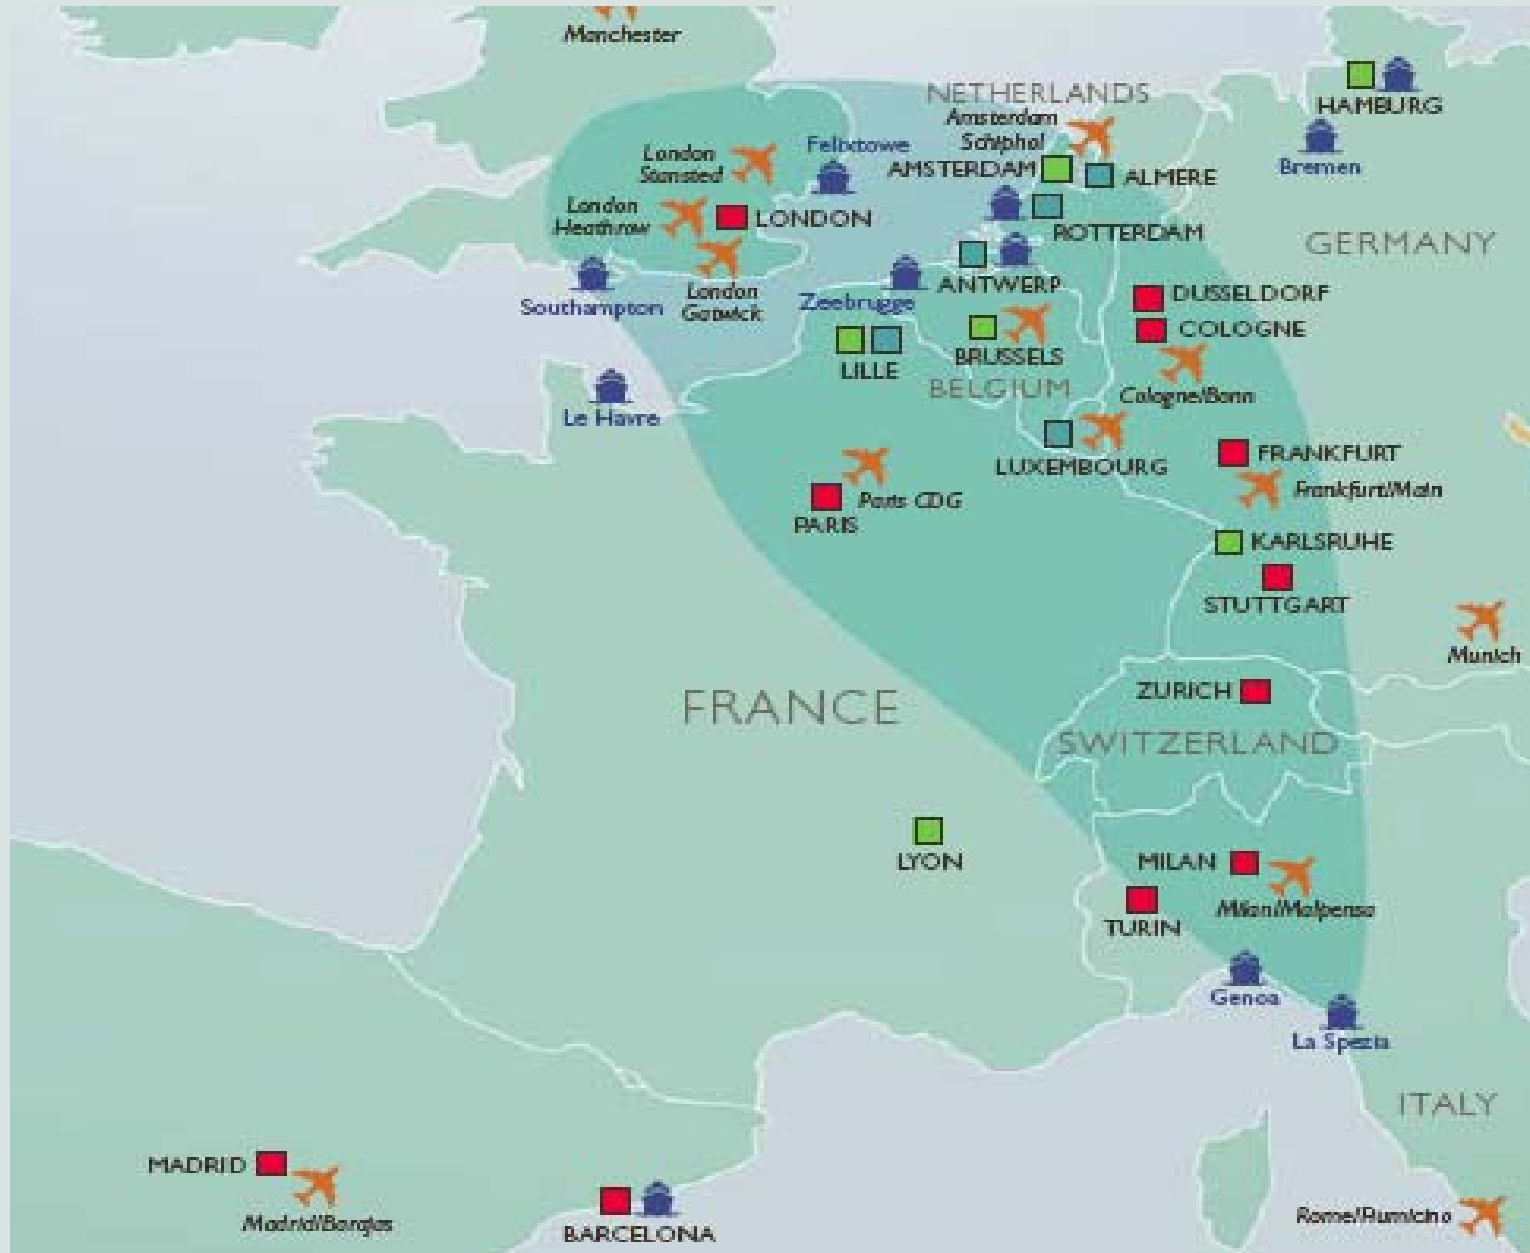 Manchester
NETHERLANDS
HAMBURG
Amsterdam
Schiphol
Bremen
Felixtowe
London
Stansted
AMSTERDAM
ALMERE
London
Heathrow
LONDON
ROTTERDAM
GERMANY
Southampton
London
Gatwick
Zeebrugge
ANTWERP
DUSSELDORF
COLOGNE
LILLE
BRUSSELS
BELGIUM
Cologne/Bonn
Le Havre
LUXEMBOURG
FRANKFURT
Frankfurt/Main
Paris CDG
PARIS
KARLSRUHE
STUTTGART
Munich
ZURICH
FRANCE
SWITZERLAND
LYON
MILAN
Milan/Malpensa
TURIN
Genoa
La Spezia
ITALY
MADRID
Madrid/Barajas
BARCELONA
Rome/Fiumicino